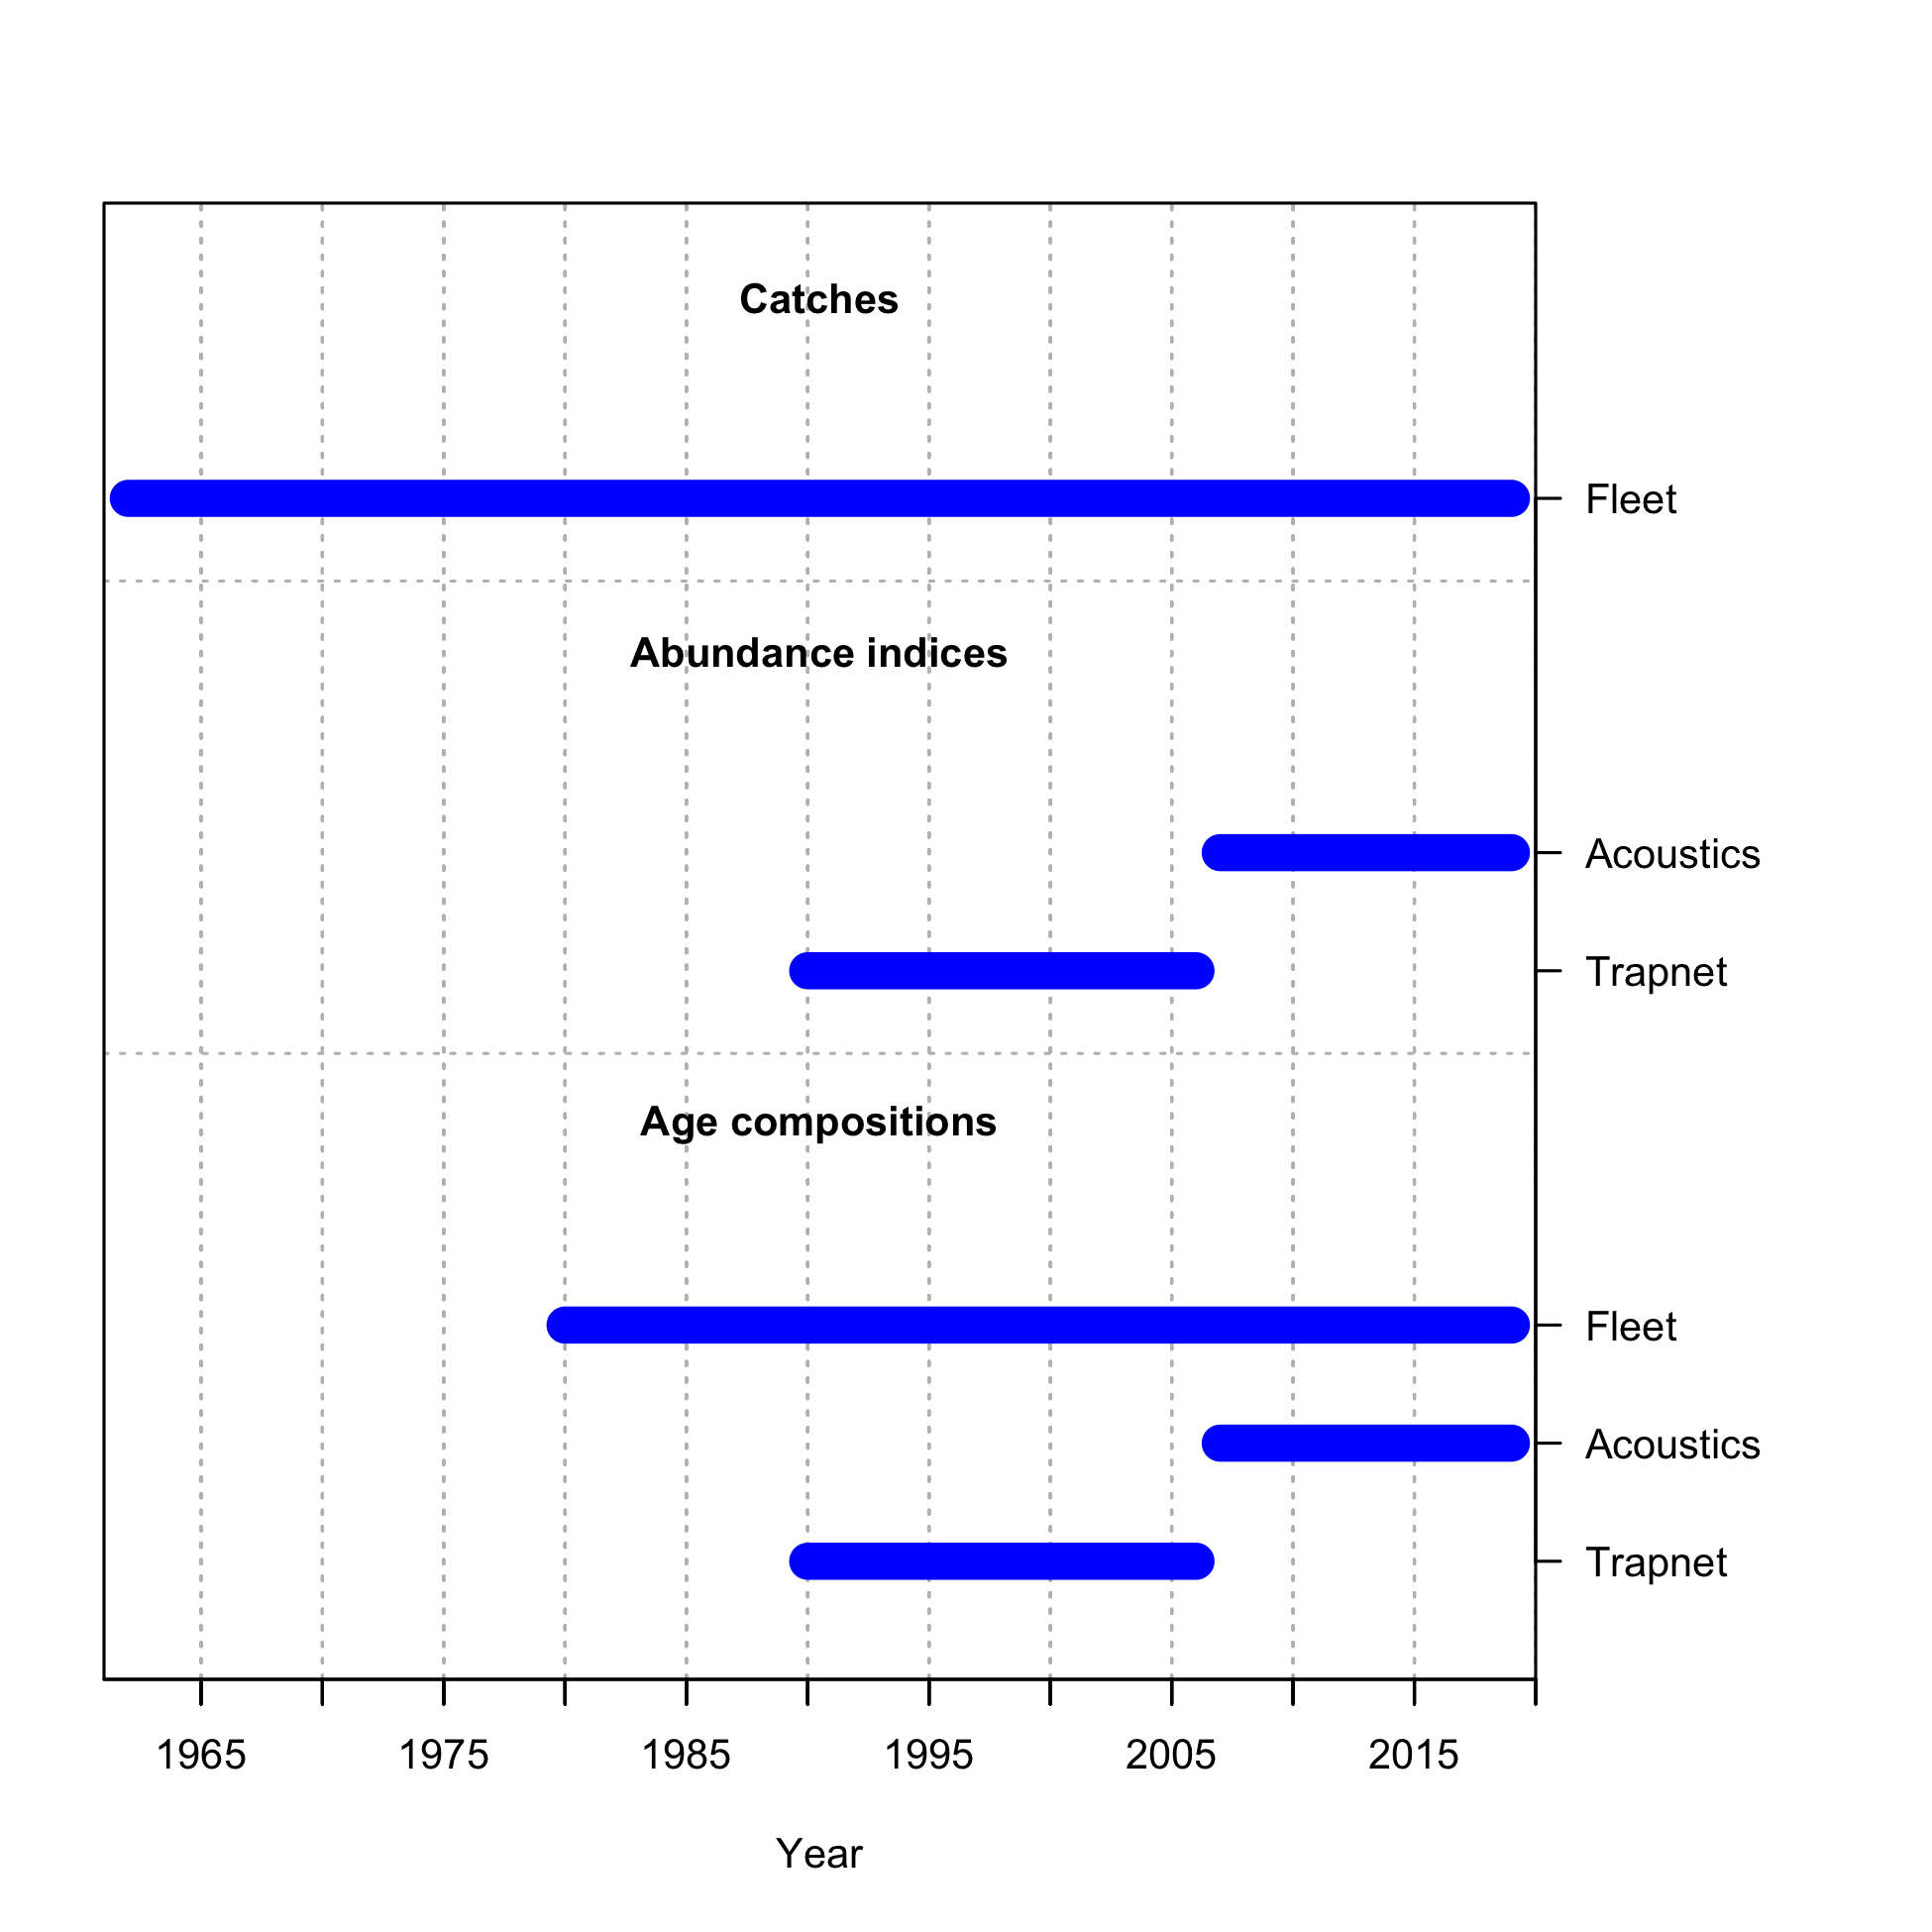 Catches
Fleet
Abundance indices
Acoustics
Trapnet
Age compositions
Fleet
Acoustics
Trapnet
1965 1975 1985 1995 2005 2015
Year